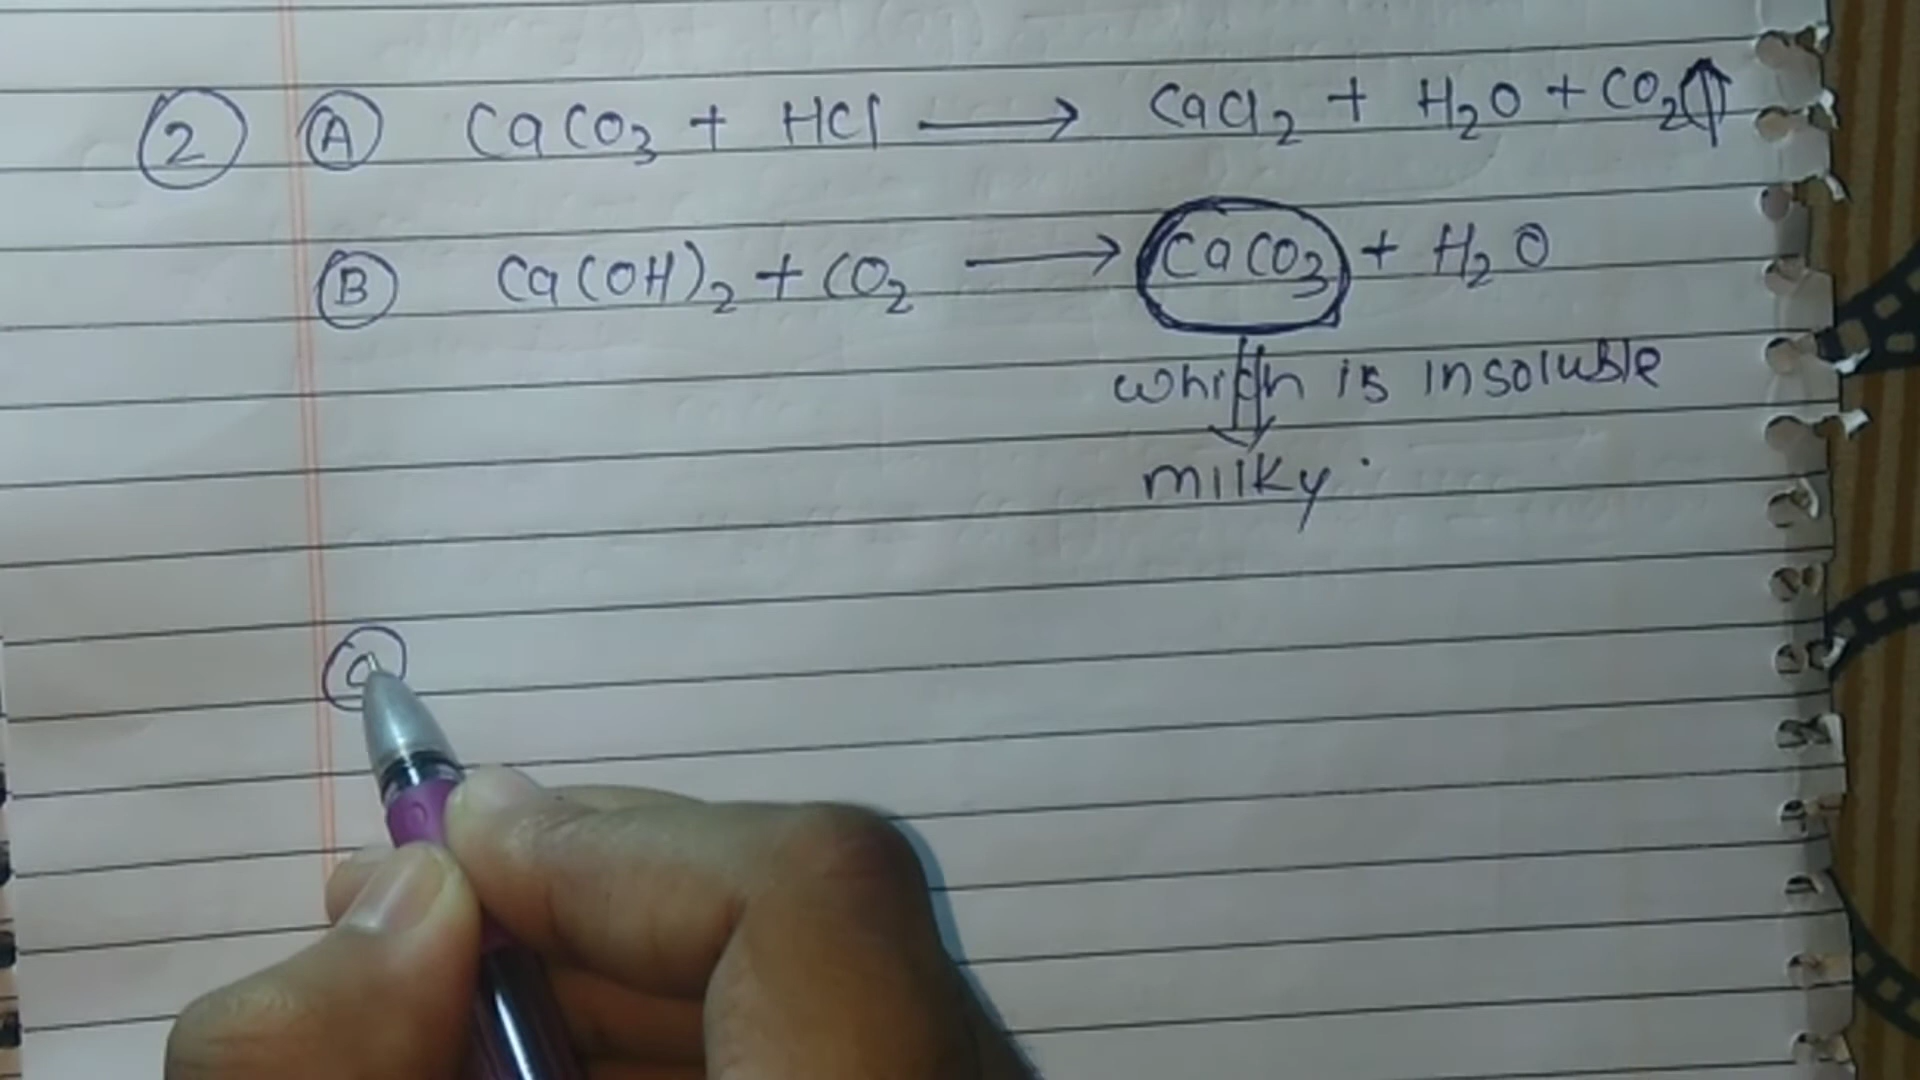 2 A CaCO3 + HCl ⟶ CaCl2 + H2O + CO2↑
B Ca(OH)2 + CO2 ⟶ CaCO3 + H2O
which is insoluble
milky.